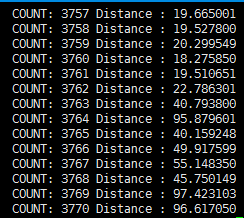 COUNT: 3757 Distance : 19.665001
COUNT: 3758 Distance : 19.527800
COUNT: 3759 Distance : 20.299549
COUNT: 3760 Distance : 18.275850
COUNT: 3761 Distance : 19.510651
COUNT: 3762 Distance : 22.786301
COUNT: 3763 Distance : 40.793800
COUNT: 3764 Distance : 95.879601
COUNT: 3765 Distance : 40.159248
COUNT: 3766 Distance : 49.917599
COUNT: 3767 Distance : 55.148350
COUNT: 3768 Distance : 45.750149
COUNT: 3769 Distance : 97.423103
COUNT: 3770 Distance : 96.617050